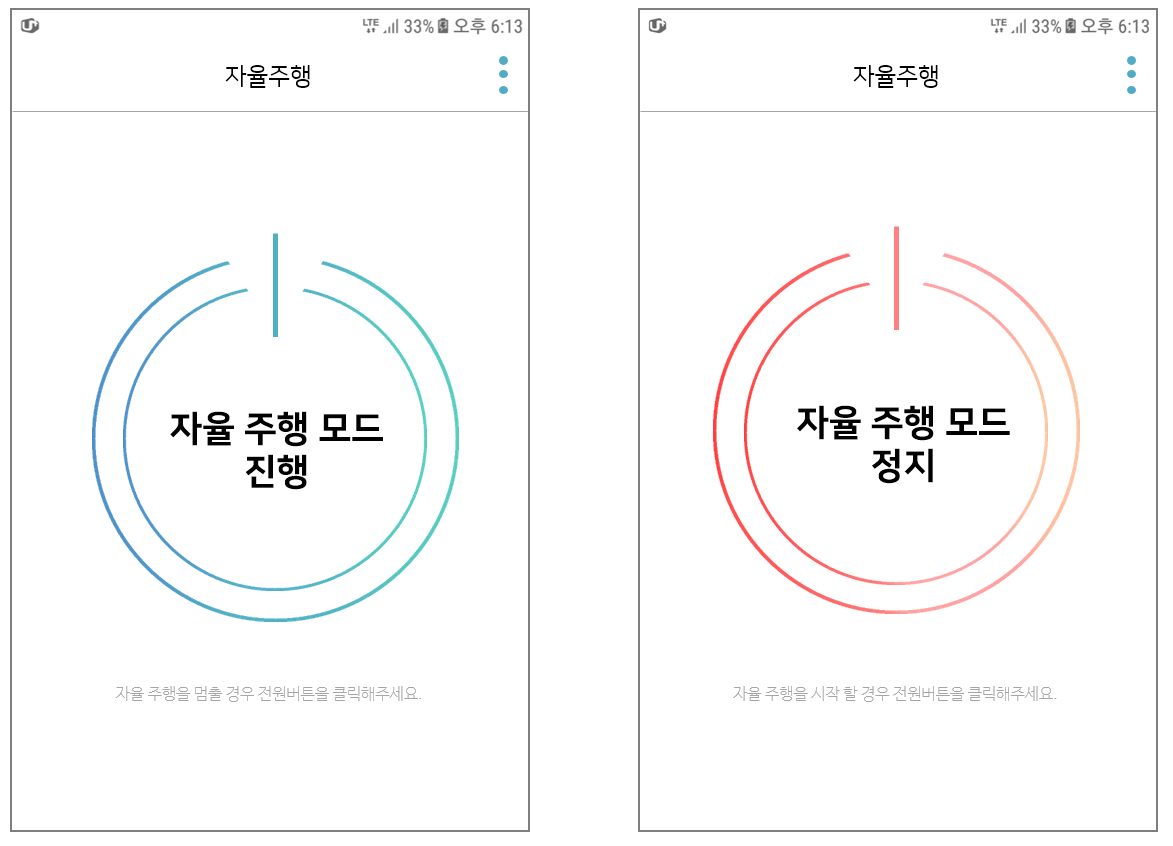 LTE 33% 오후 6:13
자율주행
자율 주행 모드
진행
자율 주행을 멈출 경우 전원버튼을 클릭해주세요.
LTE 33% 오후 6:13
자율주행
자율 주행 모드
정지
자율 주행을 시작 할 경우 전원버튼을 클릭해주세요.